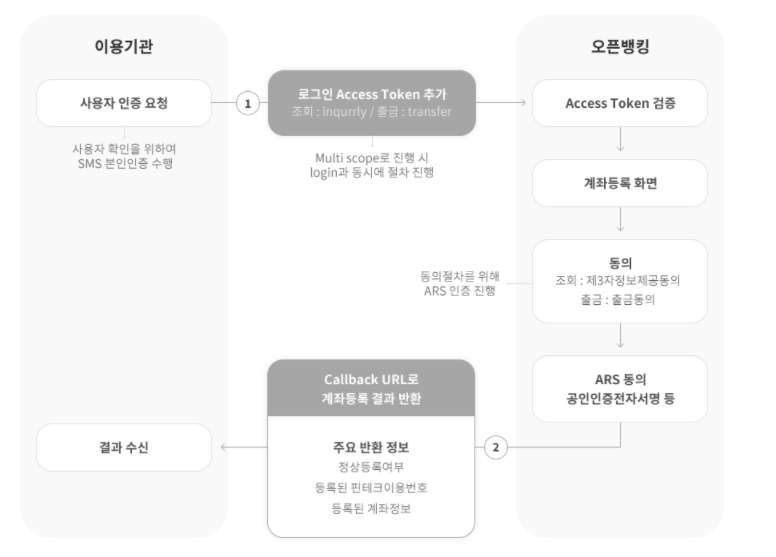 이용기관
오픈뱅킹
사용자 인증 요청
1
로그인 Access Token 추가
조회 : inqurrly / 출금 : transfer
Access Token 검증
사용자 확인을 위하여
SMS 본인인증 수행
Multi scope로 진행 시
login과 동시에 절차 진행
계좌등록 화면
동의절차를 위해
ARS 인증 진행
동의
조회 : 제3자정보제공동의
출금 : 출금동의
ARS 동의
공인인증전자서명 등
Callback URL로
계좌등록 결과 반환
결과 수신
주요 반환 정보
정상등록여부
등록된 핀테크이용번호
등록된 계좌정보
2